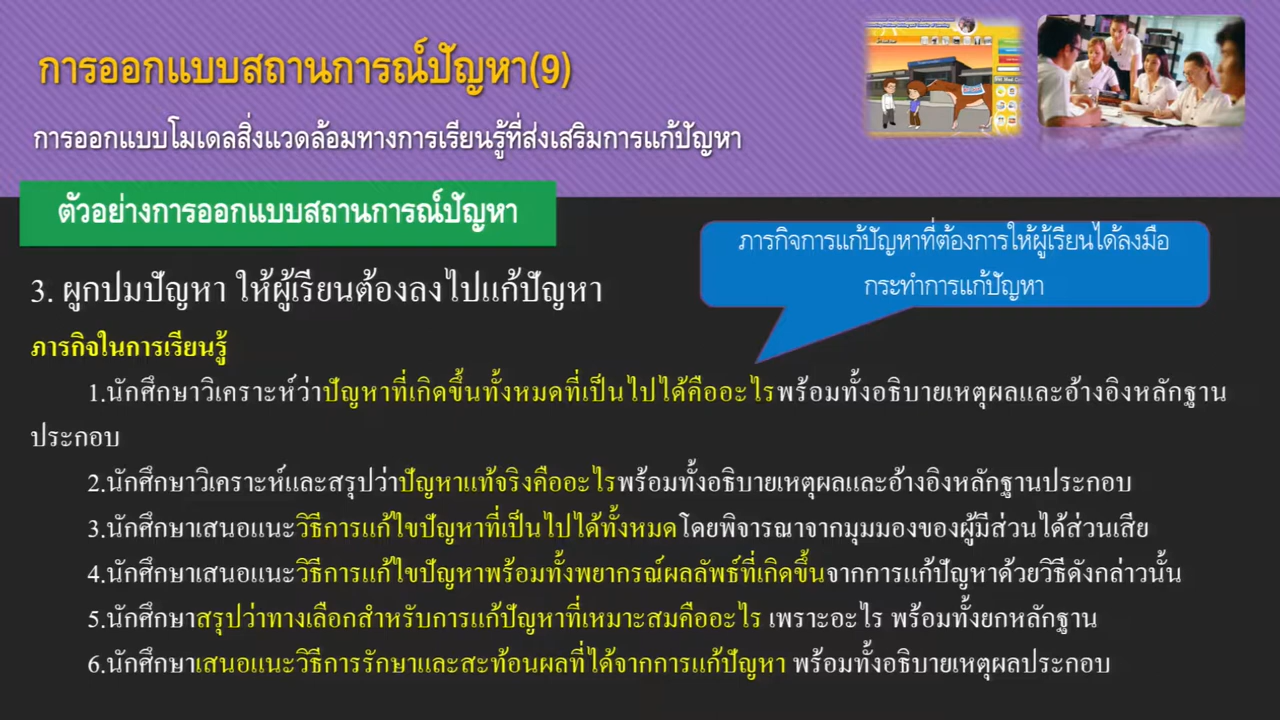 การออกแบบสถานการณ์ปัญหา(9)
การออกแบบโมเดลสิ่งแวดล้อมทางการเรียนรู้ที่ส่งเสริมการแก้ปัญหา
ตัวอย่างการออกแบบสถานการณ์ปัญหา
ภารกิจการแก้ปัญหาที่ต้องการให้ผู้เรียนได้ลงมือ
กระทำการแก้ปัญหา
3. ผูกปมปัญหา ให้ผู้เรียนต้องลงไปแก้ปัญหา
ภารกิจในการเรียนรู้
1.นักศึกษาวิเคราะห์ว่าปัญหาที่เกิดขึ้นทั้งหมดที่เป็นไปได้คืออะไรพร้อมทั้งอธิบายเหตุผลและอ้างอิงหลักฐาน
ประกอบ
2.นักศึกษาวิเคราะห์และสรุปว่าปัญหาแท้จริงคืออะไรพร้อมทั้งอธิบายเหตุผลและอ้างอิงหลักฐานประกอบ
3.นักศึกษาเสนอแนะวิธีการแก้ไขปัญหาที่เป็นไปได้ทั้งหมดโดยพิจารณาจากมุมมองของผู้มีส่วนได้ส่วนเสีย
4.นักศึกษาเสนอแนะวิธีการแก้ไขปัญหาพร้อมทั้งพยากรณ์ผลลัพธ์ที่เกิดขึ้นจากการแก้ปัญหาด้วยวิธีดังกล่าวนั้น
5.นักศึกษาสรุปว่าทางเลือกสำหรับการแก้ปัญหาที่เหมาะสมคืออะไร เพราะอะไร พร้อมทั้งยกหลักฐาน
6.นักศึกษาเสนอแนะวิธีการรักษาและสะท้อนผลที่ได้จากการแก้ปัญหา พร้อมทั้งอธิบายเหตุผลประกอบ